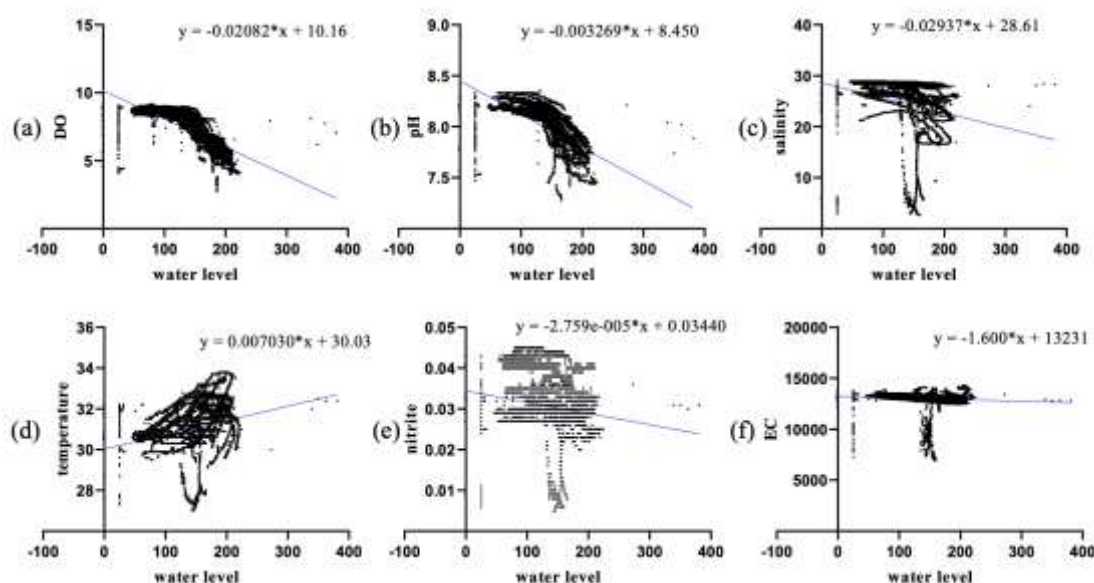 (a)
DO
y = -0.02082*x + 10.16
15
10
5
-100 0 100 200 300 400
water level
(b)
pH
y = -0.003269*x + 8.450
9.0
8.5
8.0
7.5
-100 0 100 200 300 400
water level
(c)
salinity
y = -0.02937*x + 28.61
40
30
20
10
-100 0 100 200 300 400
water level
(d)
temperature
y = 0.007030*x + 30.03
36
34
32
30
28
-100 0 100 200 300 400
water level
(e)
nitrite
y = -2.759e-005*x + 0.03440
0.05
0.04
0.03
0.02
0.01
-100 0 100 200 300 400
water level
(f)
EC
y = -1.600*x + 13231
20000
15000
10000
5000
-100 0 100 200 300 400
water level